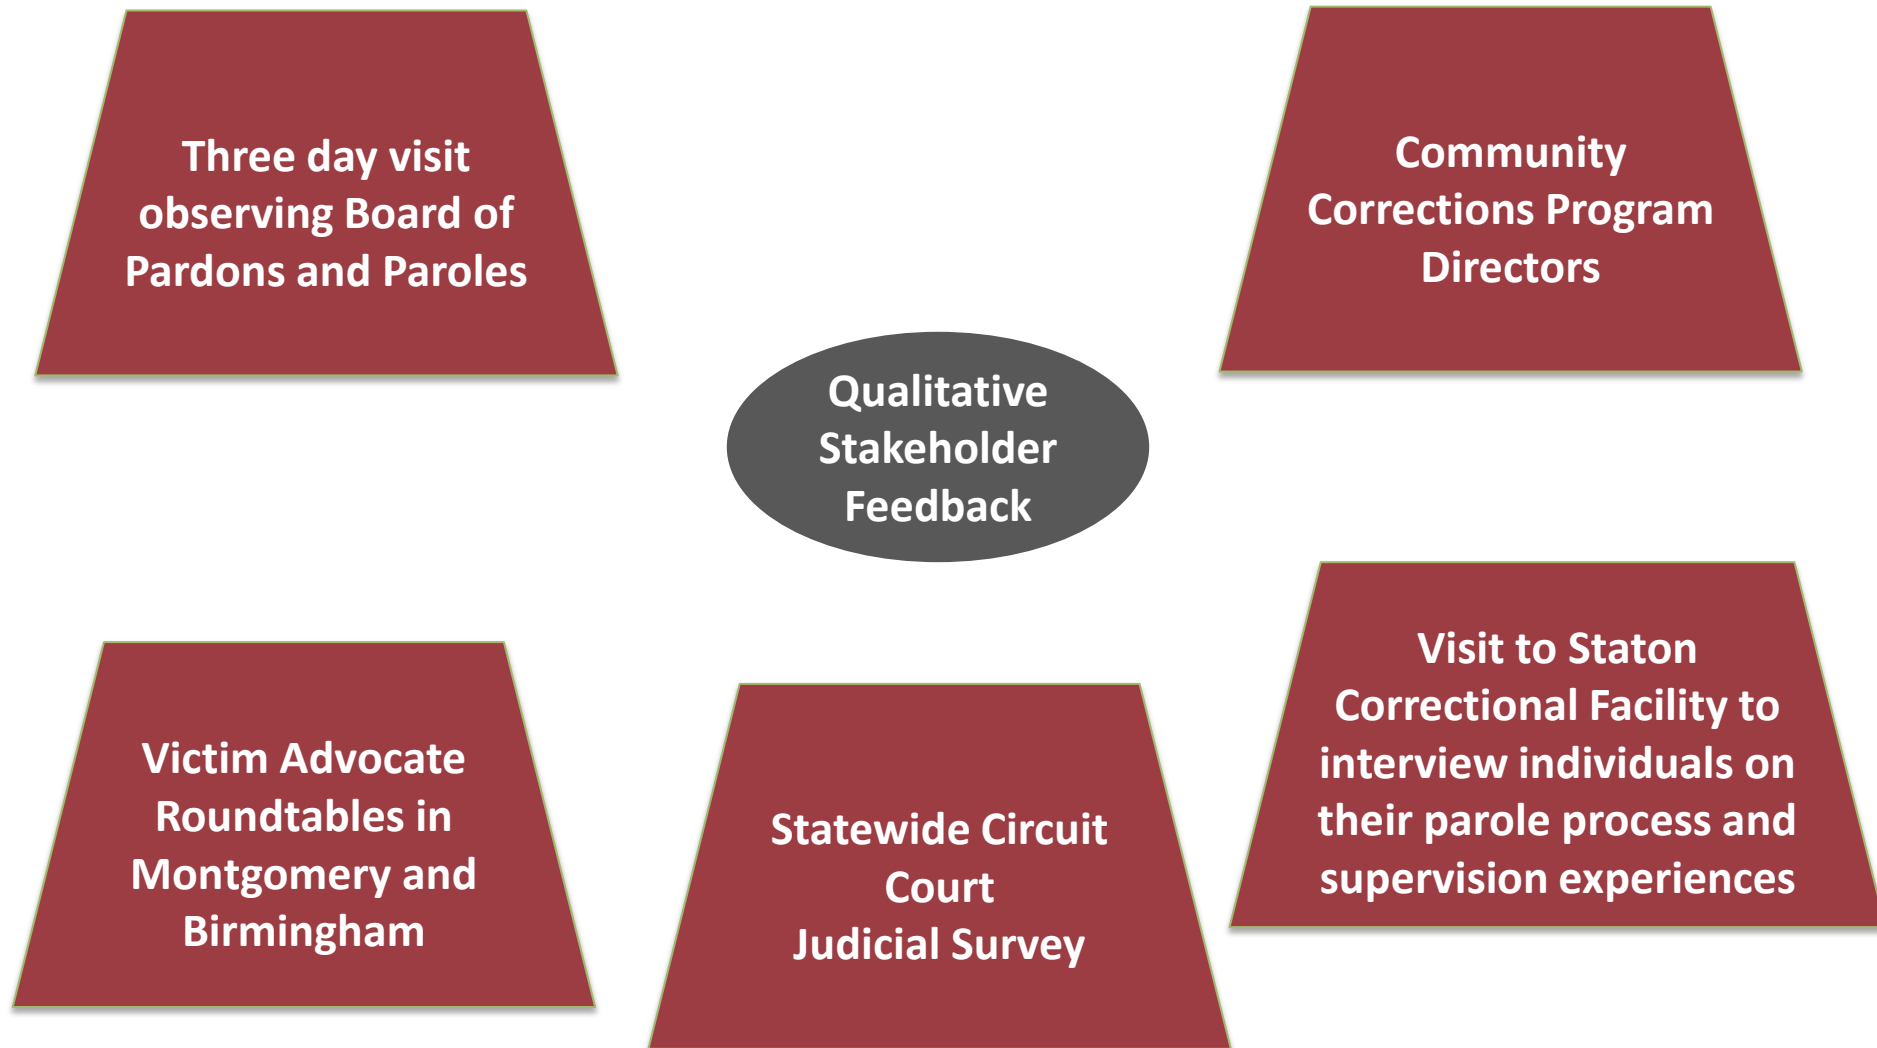 Three day visit
observing Board of
Pardons and Paroles
Community
Corrections Program
Directors
Qualitative
Stakeholder
Feedback
Victim Advocate
Roundtables in
Montgomery and
Birmingham
Statewide Circuit
Court
Judicial Survey
Visit to Staton
Correctional Facility to
interview individuals on
their parole process and
supervision experiences